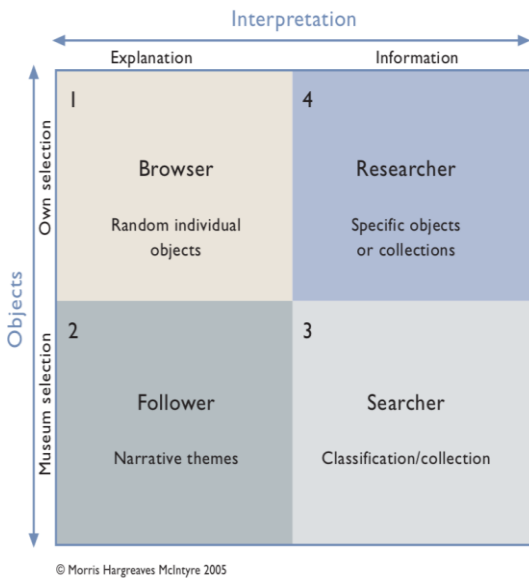 Interpretation
Explanation
Information
Objects
Own selection
Museum selection
1
Browser
Random individual
objects
4
Researcher
Specific objects
or collections
2
Follower
Narrative themes
3
Searcher
Classification/collection
© Morris Hargreaves McIntyre 2005